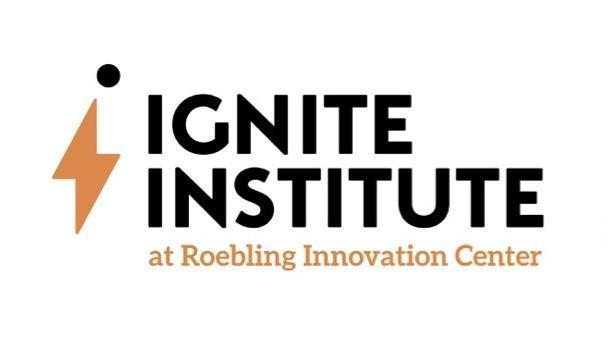 IGNITE
INSTITUTE
at Roebling Innovation Center